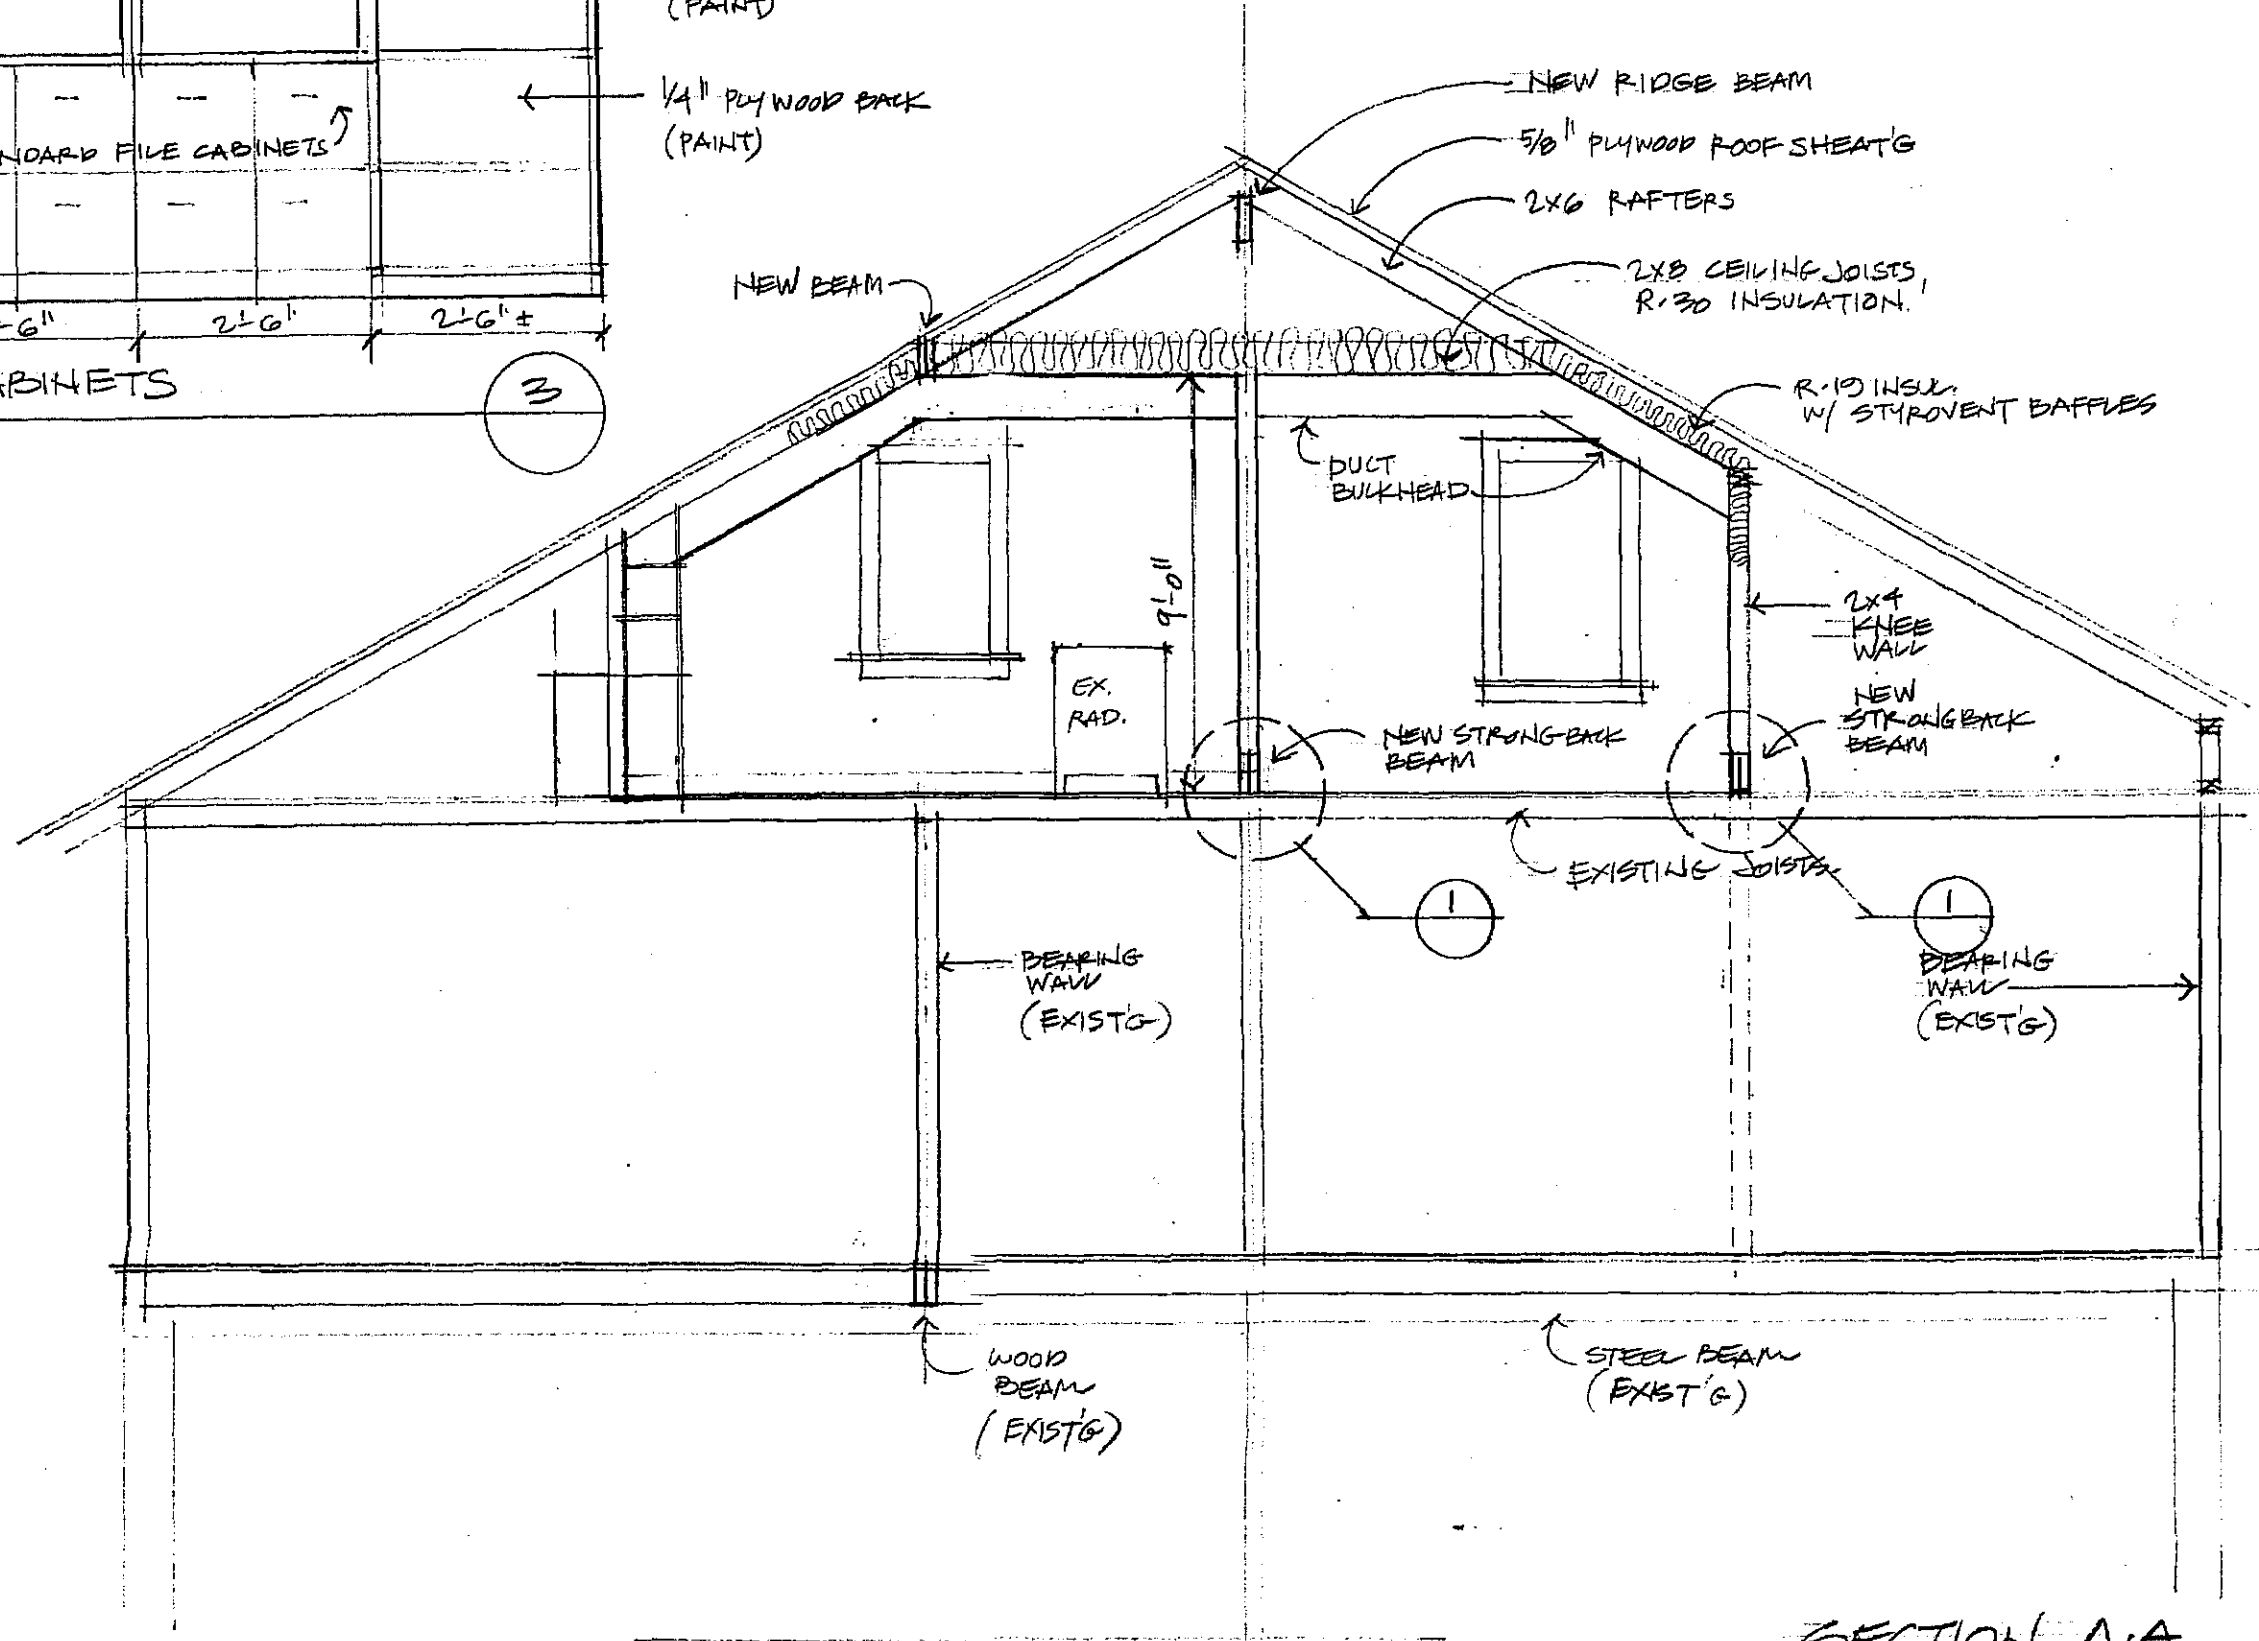 (PAINT)
1/4" PLYWOOD BACK
(PAINT)
FILE CABINETS
2'-6"
2'-6"±
3
NEW RIDGE BEAM
5/8" PLYWOOD ROOF SHEAT'G
2X6 RAFTERS
2X8 CEILING JOISTS,
R-30 INSULATION.
NEW BEAM
R-19 INSUL.
W/ STYROVENT BAFFLES
DUCT
BULKHEAD
9'-0"
2X4
KNEE
WALL
EX.
RAD.
NEW STRONGBACK
BEAM
NEW
STRONGBACK
BEAM
EXISTING JOISTS
1
1
BEARING
WALL
(EXIST'G)
BEARING
WALL
(EXIST'G)
WOOD
BEAM
(EXIST'G)
STEEL BEAM
(EXIST'G)
SECTION A-A